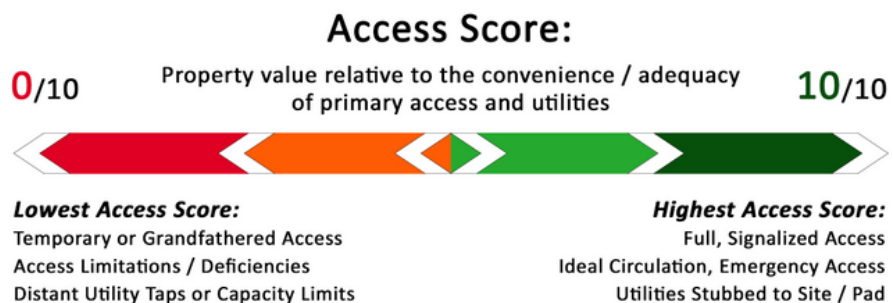 Access Score:
0/10
Property value relative to the convenience / adequacy
of primary access and utilities
10/10
Lowest Access Score:
Temporary or Grandfathered Access
Access Limitations / Deficiencies
Distant Utility Taps or Capacity Limits
Highest Access Score:
Full, Signalized Access
Ideal Circulation, Emergency Access
Utilities Stubbed to Site / Pad